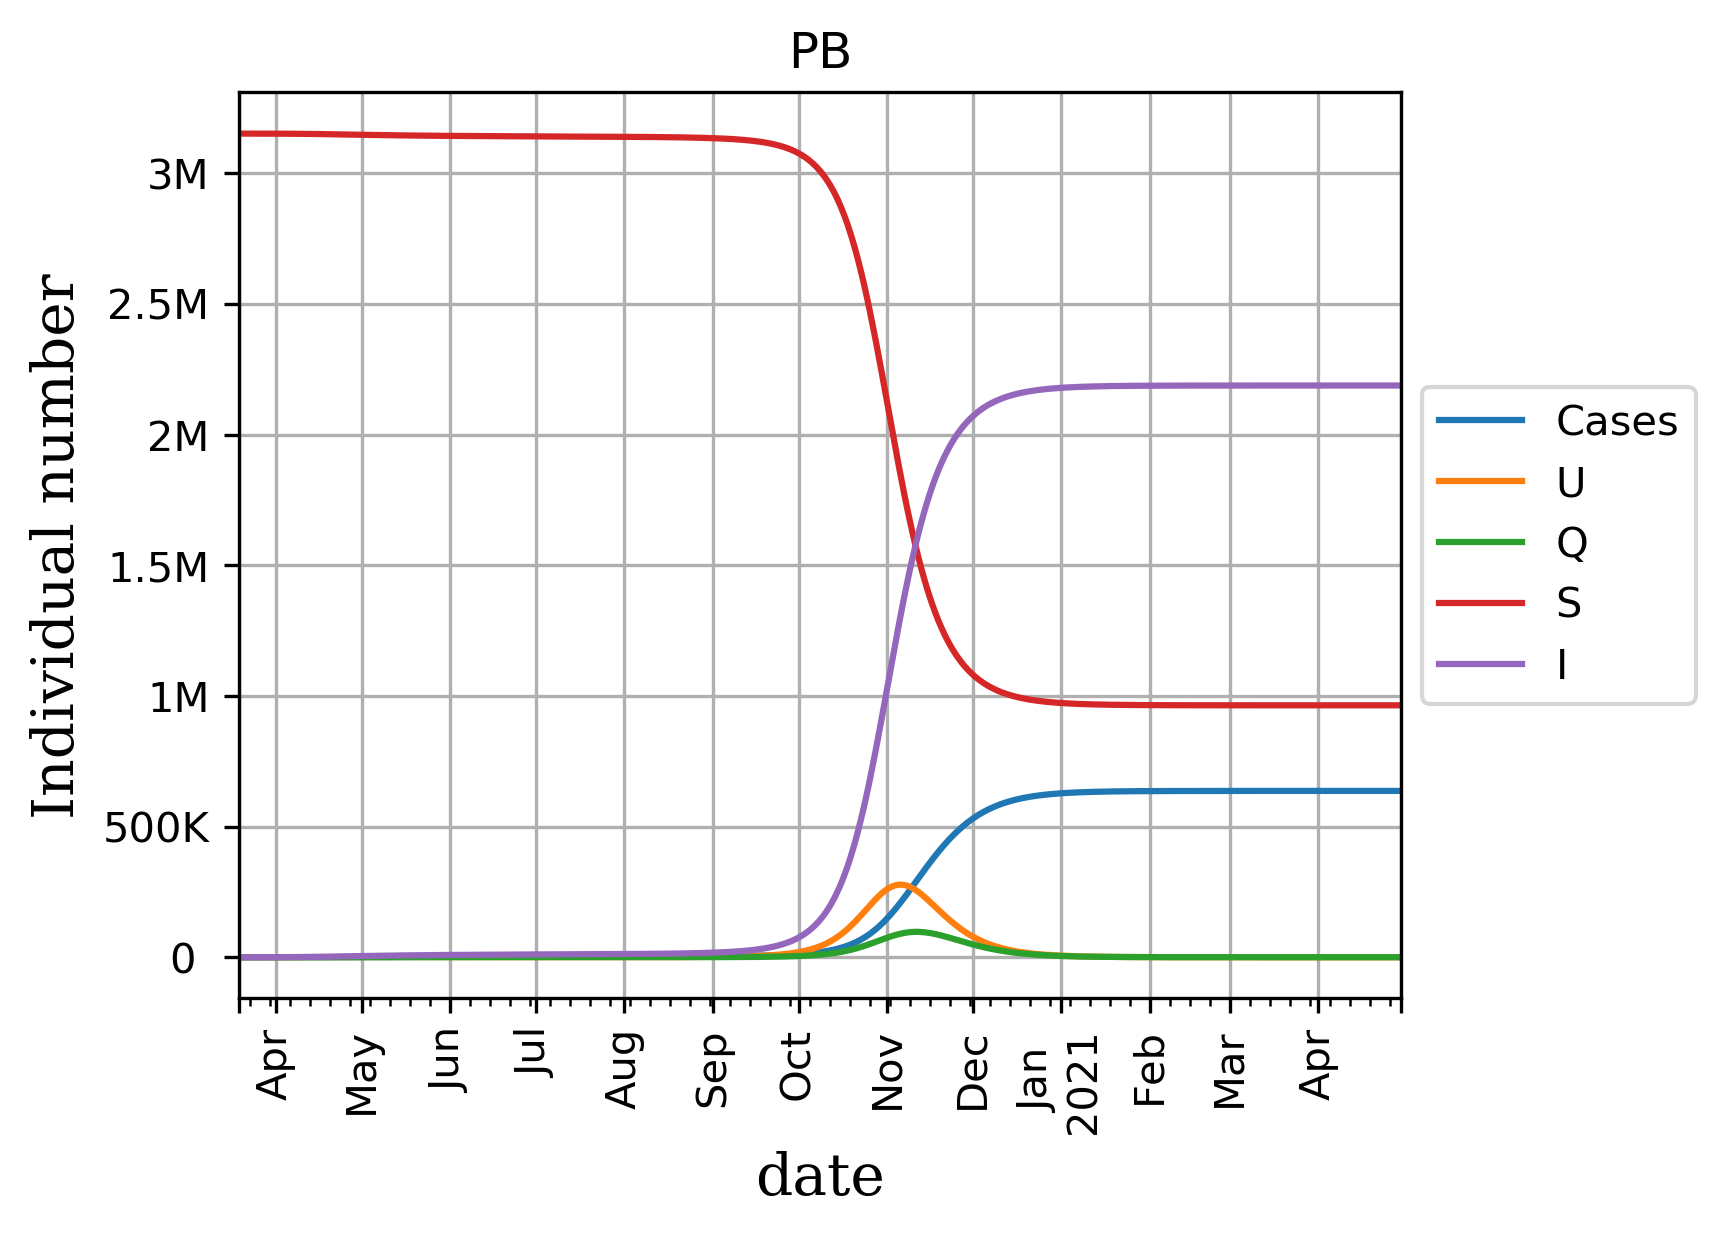 PB
Individual number
3M
2.5M
2M
1.5M
1M
500K
0
Apr
May
Jun
Jul
Aug
Sep
Oct
Nov
Dec
Jan
2021
Feb
Mar
Apr
date
Cases
U
Q
S
I